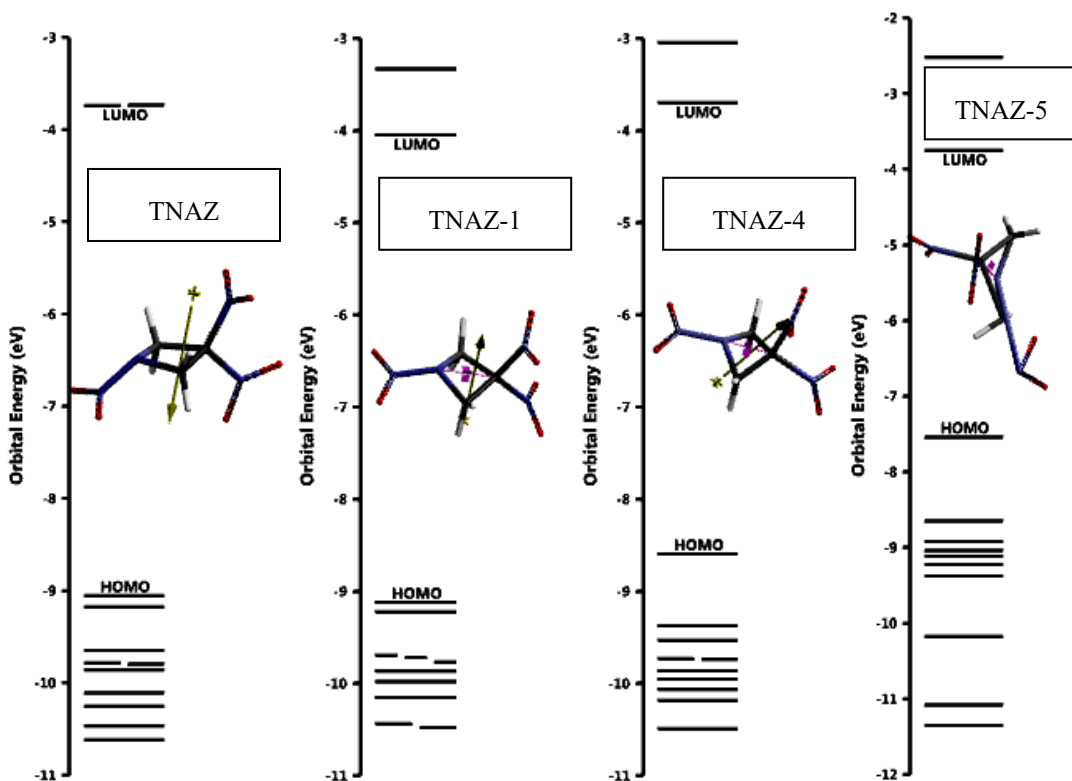 Orbital Energy (eV)
-3
-4
-5
-6
-7
-8
-9
-10
-11
LUMO
TNAZ
HOMO
Orbital Energy (eV)
-3
-4
-5
-6
-7
-8
-9
-10
-11
LUMO
TNAZ-1
HOMO
Orbital Energy (eV)
-3
-4
-5
-6
-7
-8
-9
-10
-11
LUMO
TNAZ-4
HOMO
Orbital Energy (eV)
-2
-3
-4
-5
-6
-7
-8
-9
-10
-11
-12
TNAZ-5
LUMO
HOMO